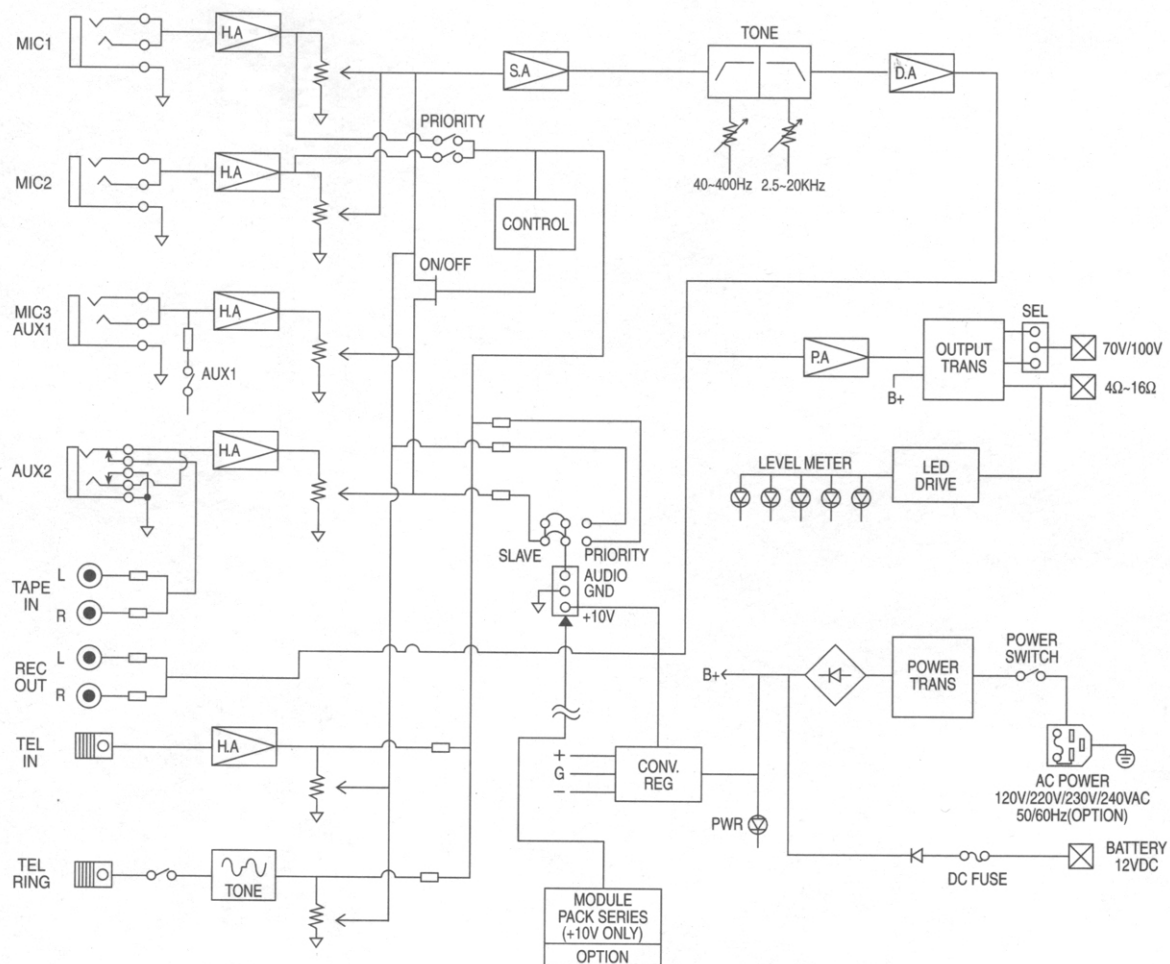 MIC1
H.A
S.A
TONE
D.A
PRIORITY
40~400Hz
2.5~20KHz
MIC2
H.A
CONTROL
ON/OFF
MIC3
AUX1
H.A
AUX1
SEL
P.A
OUTPUT
TRANS
70V/100V
B+
4Ω~16Ω
AUX2
H.A
LEVEL METER
LED
DRIVE
SLAVE
PRIORITY
AUDIO
GND
+10V
TAPE
IN
L
R
REC
OUT
L
R
B+
POWER
TRANS
POWER
SWITCH
TEL
IN
H.A
+
G
−
CONV.
REG
AC POWER
120V/220V/230V/240VAC
50/60Hz(OPTION)
PWR
TEL
RING
TONE
DC FUSE
BATTERY
12VDC
MODULE
PACK SERIES
(+10V ONLY)
OPTION